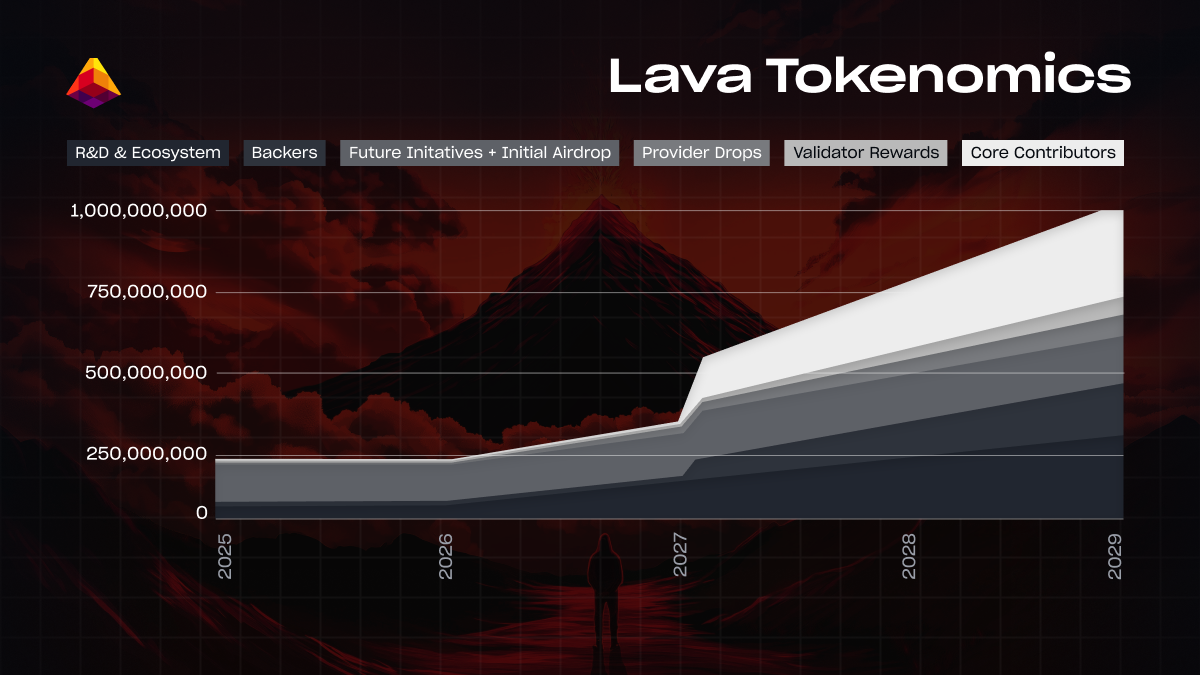 Lava Tokenomics
R&D & Ecosystem
Backers
Future Initatives + Initial Airdrop
Provider Drops
Validator Rewards
Core Contributors
1,000,000,000
750,000,000
500,000,000
250,000,000
0
2025
2026
2027
2028
2029